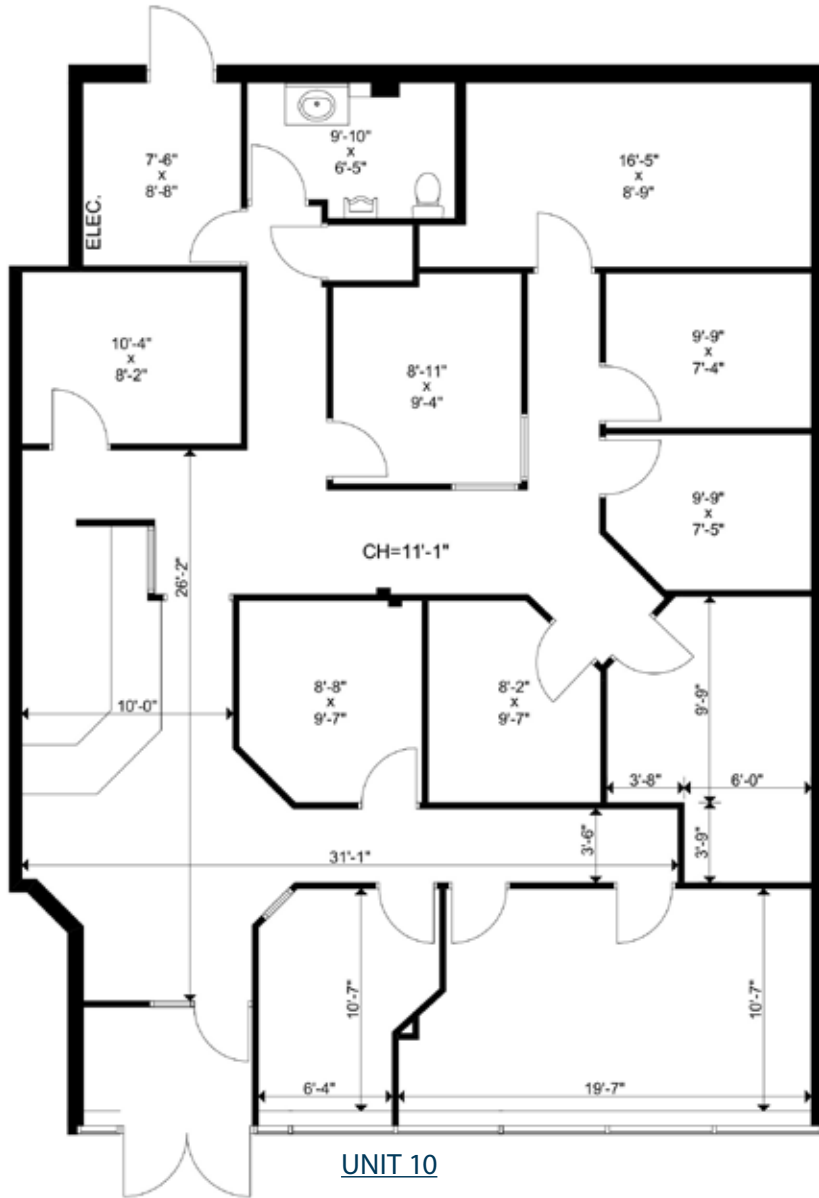 7'-6"
x
8'-8"
ELEC.
9'-10"
x
6'-5"
16'-5"
x
8'-9"
10'-4"
x
8'-2"
8'-11"
x
9'-4"
9'-9"
x
7'-4"
9'-9"
x
7'-5"
CH=11'-1"
26'-2"
10'-0"
8'-8"
x
9'-7"
8'-2"
x
9'-7"
9'-9"
3'-8"
6'-0"
31'-1"
3'-6"
3'-9"
10'-7"
10'-7"
6'-4"
19'-7"
UNIT 10